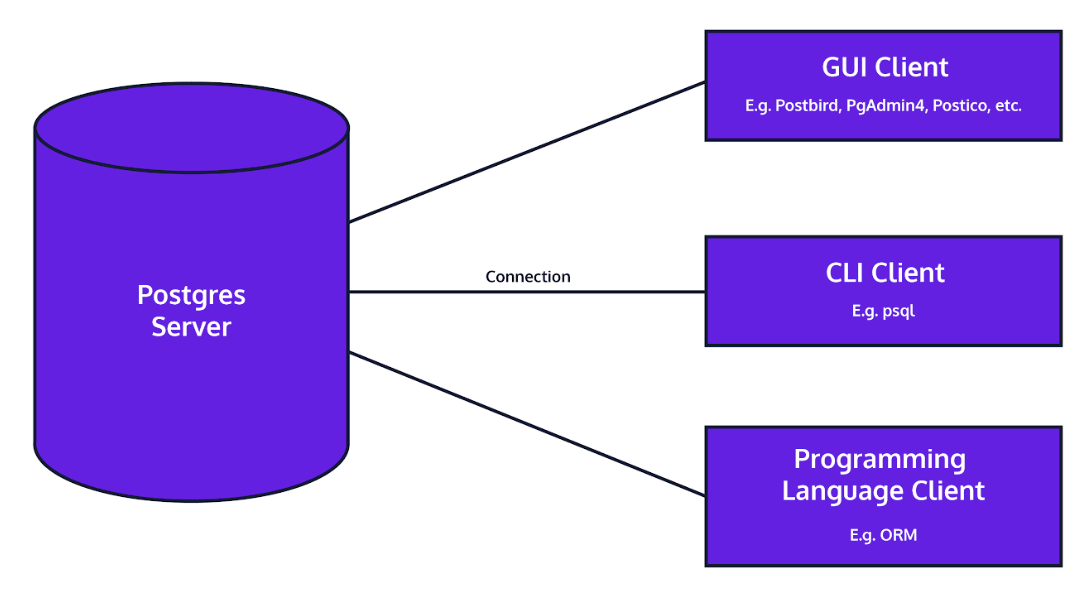 Postgres
Server
Connection
GUI Client
E.g. Postbird, PgAdmin4, Postico, etc.
CLI Client
E.g. psql
Programming
Language Client
E.g. ORM